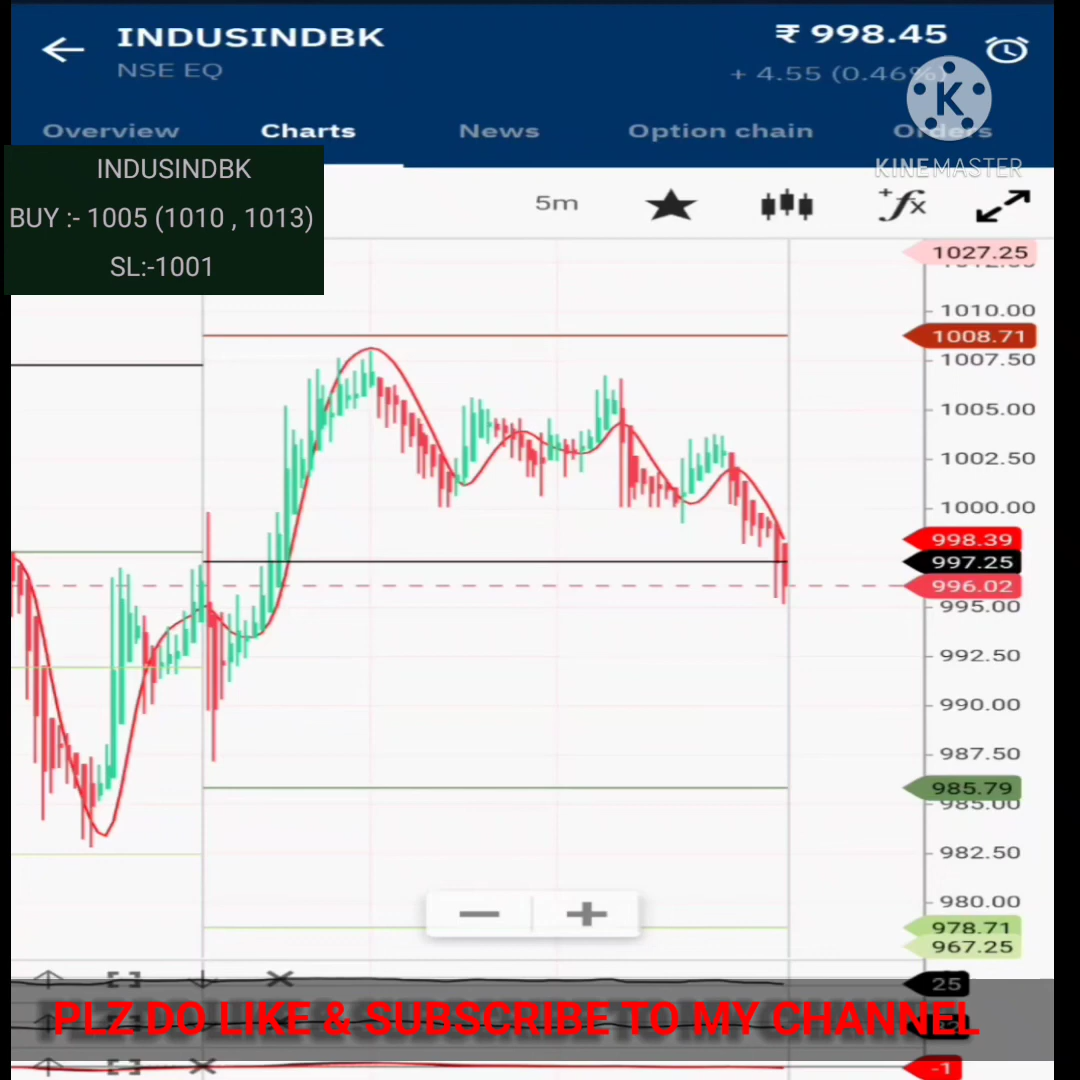 INDUSINDBK
₹ 998.45
NSE EQ
+ 4.55 (0.46%)
Overview
Charts
News
Option chain
Orders
K
KINEMASTER
INDUSINDBK
BUY :- 1005 (1010 , 1013)
SL:-1001
5m
+fx
1027.25
1010.00
1008.71
1007.50
1005.00
1002.50
1000.00
998.39
997.25
996.02
995.00
992.50
990.00
987.50
985.79
985.00
982.50
980.00
978.71
967.25
25
PLZ DO LIKE & SUBSCRIBE TO MY CHANNEL
-1